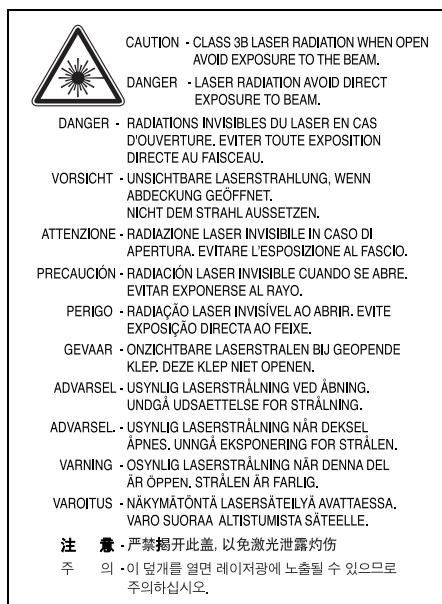 CAUTION - CLASS 3B LASER RADIATION WHEN OPEN
AVOID EXPOSURE TO THE BEAM.
DANGER - LASER RADIATION AVOID DIRECT
EXPOSURE TO BEAM.
DANGER - RADIATIONS INVISIBLES DU LASER EN CAS
D'OUVERTURE. EVITER TOUTE EXPOSITION
DIRECTE AU FAISCEAU.
VORSICHT - UNSICHTBARE LASERSTRAHLUNG, WENN
ABDECKUNG GEÖFFNET.
NICHT DEM STRAHL AUSSETZEN.
ATTENZIONE - RADIAZIONE LASER INVISIBILE IN CASO DI
APERTURA. EVITARE L'ESPOSIZIONE AL FASCIO.
PRECAUCIÓN - RADIACIÓN LASER INVISIBLE CUANDO SE ABRE.
EVITAR EXPONERSE AL RAYO.
PERIGO - RADIAÇÃO LASER INVISÍVEL AO ABRIR. EVITE
EXPOSIÇÃO DIRECTA AO FEIXE.
GEVAAR - ONZICHTBARE LASERSTRALEN BIJ GEOPENDE
KLEP. DEZE KLEP NIET OPENEN.
ADVARSEL - USYNLIG LASERSTRÅLNING VED ÅBNING.
UNDGÅ UDSAETTELSE FOR STRÅLNING.
ADVARSEL. - USYNLIG LASERSTRÅLNING NÅR DEKSEL
ÅPNES. UNNGÅ EKSPONERING FOR STRÅLEN.
VARNING - OSYNLIG LASERSTRÅLNING NÄR DENNA DEL
ÄR ÖPPEN. STRÅLEN ÄR FARLIG.
VAROITUS - NÄKYMÄTÖNTÄ LASERSÄTEILYÄ AVATTAESSA.
VARO SUORAA ALTISTUMISTA SÄTEELLE.
注 意 - 严禁揭开此盖, 以免激光泄露灼伤
주 의 - 이 덮개를 열면 레이저광에 노출될 수 있으므로
주의하십시오.